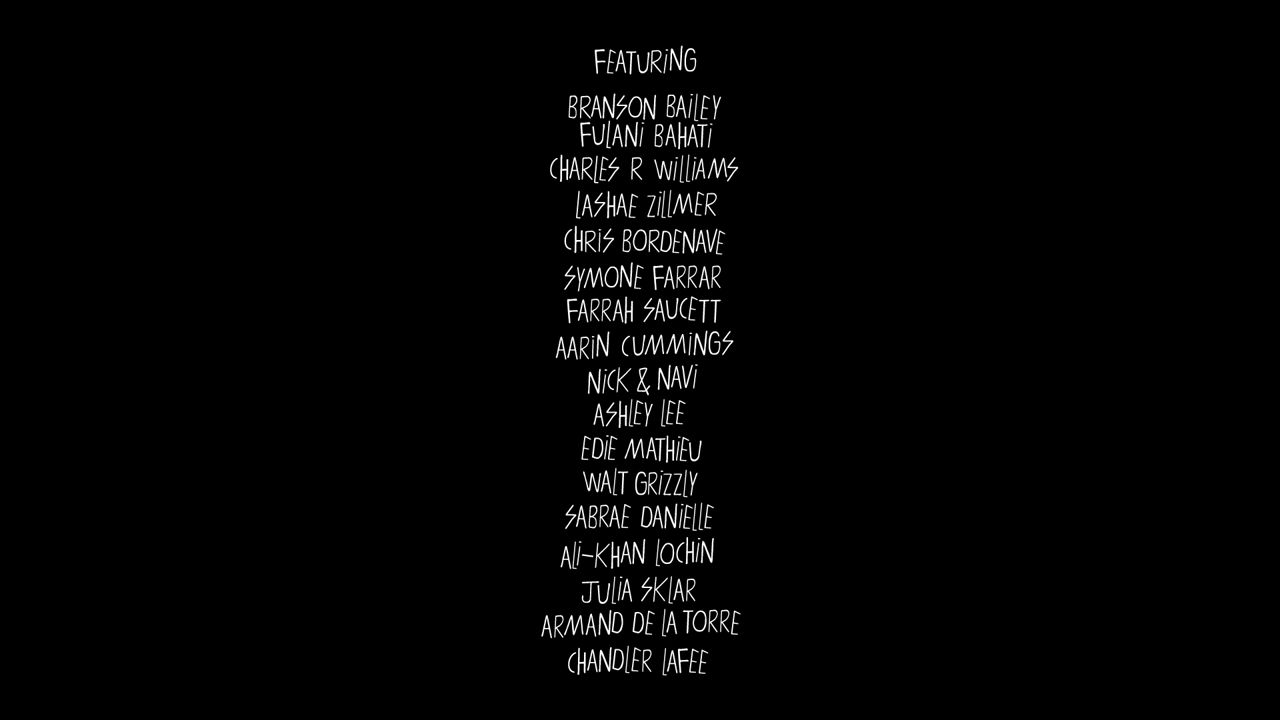 FEATURiNG
BRANSON BAiLEY
FULANi BAHATi
CHARLES R WiLLiAMS
LASHAE ZiLLMER
CHRiS BORDENAVE
SYMONE FARRAR
FARRAH SAUCETT
AARiN CUMMiNGS
NiCK & NAVi
ASHLEY LEE
EDiE MATHiEU
WALT GRiZZLY
SABRAE DANiELLE
ALi-KHAN LOCHiN
JULiA SKLAR
ARMAND DE LA TORRE
CHANDLER LAFEE